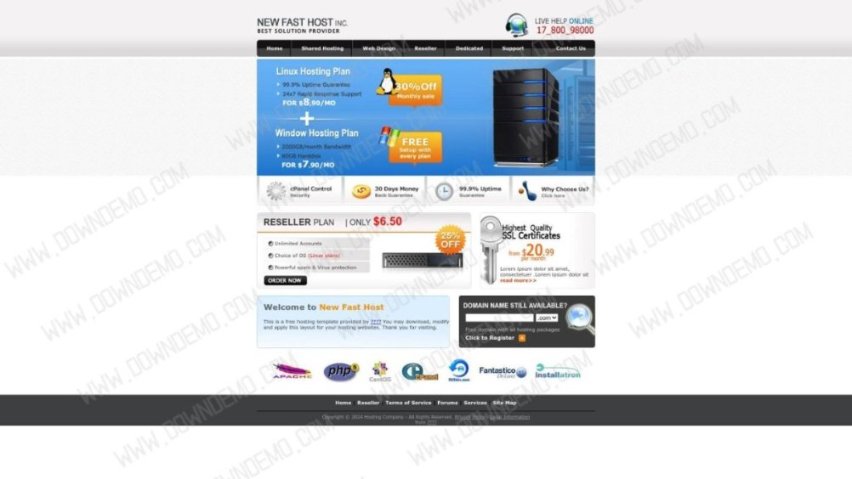 NEW FAST HOST INC.
BEST SOLUTION PROVIDER
LIVE HELP ONLINE
17_800_98000
Home Shared Hosting Web Design Reseller Dedicated Support Contact Us
Linux Hosting Plan
99.9% Uptime Guarantee
24x7 Rapid Response Support
FOR $8.90/MO
30%Off
Monthly sale
+
Window Hosting Plan
2000GB/month Bandwidth
60GB Harddisk
FOR $7.90/MO
FREE
Setup with
every plan
cPanel Control
Security
30 Days Money
Back Guarantee
99.9% Uptime
Guarantee
Why Choose Us?
Click here
RESELLER PLAN | ONLY $6.50
Unlimited Accounts
Choice of OS (Linux plans)
Powerful spam & Virus protection
ORDER NOW
25%
OFF
Highest Quality
SSL Certificates
from $20.99
per month
Lorem ipsum dolor sit amet,
consectetuer .Lorem ipsum dolor sit
read more>>
Welcome to New Fast Host
This is a free hosting template provided by ???? You may download, modify
and apply this layout for your hosting websites. Thank you for visiting.
DOMAIN NAME STILL AVAILABLE?
.com
Free domain with all hosting packages
Click to Register
APACHE
php
CentOS
cPanel
Fantastico
DeLuxe
installatron
Home Reseller Terms of Service Forums Services Site Map
Copyright © 2024 Hosting Company - All Rights Reserved.
WWW.DOWNDEMO.COM